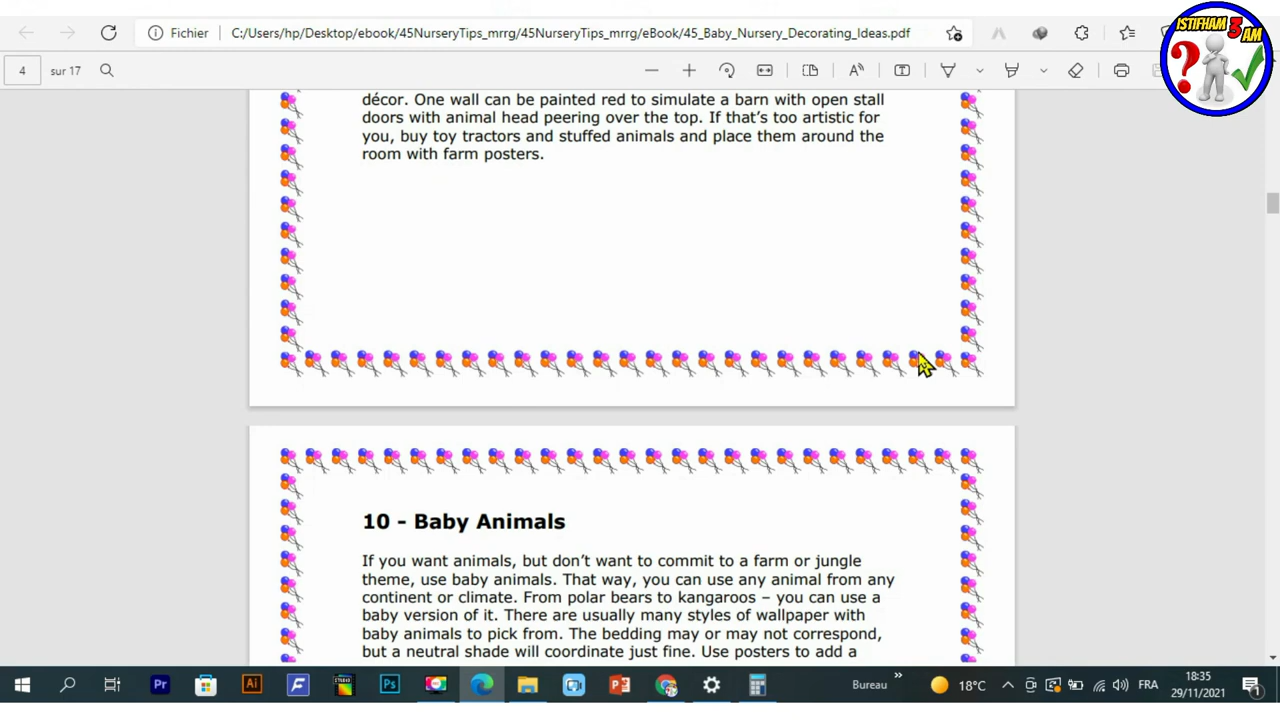 Fichier C:/Users/hp/Desktop/ebook/45NurseryTips_mrrg/45NurseryTips_mrrg/eBook/45_Baby_Nursery_Decorating_Ideas.pdf
ISTIFHAM 3 AM
4 sur 17
décor. One wall can be painted red to simulate a barn with open stall
doors with animal head peering over the top. If that's too artistic for
you, buy toy tractors and stuffed animals and place them around the
room with farm posters.
10 - Baby Animals
If you want animals, but don't want to commit to a farm or jungle
theme, use baby animals. That way, you can use any animal from any
continent or climate. From polar bears to kangaroos – you can use a
baby version of it. There are usually many styles of wallpaper with
baby animals to pick from. The bedding may or may not correspond,
but a neutral shade will coordinate just fine. Use posters to add a
Pr Ai Ps Bureau 18°C FRA 18:35
29/11/2021